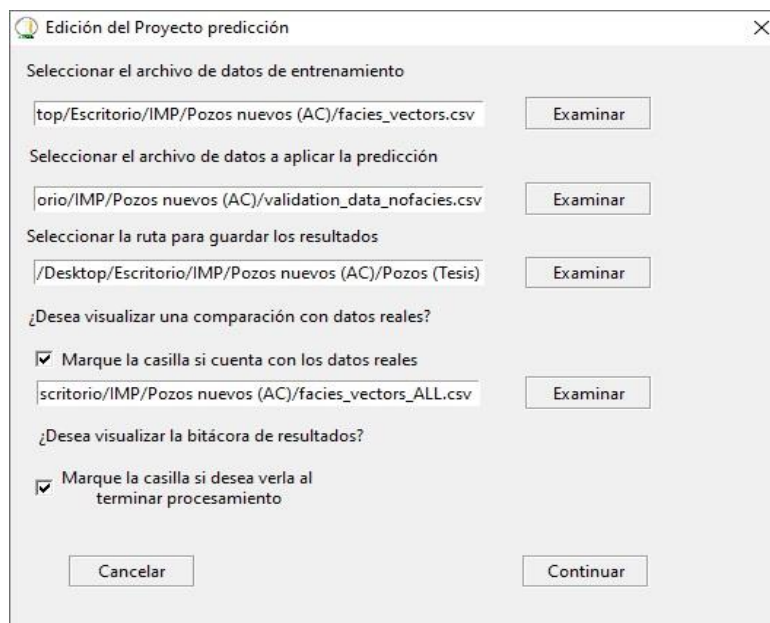 Edición del Proyecto predicción
Seleccionar el archivo de datos de entrenamiento
top/Escritorio/IMP/Pozos nuevos (AC)/facies_vectors.csv
Examinar
Seleccionar el archivo de datos a aplicar la predicción
orio/IMP/Pozos nuevos (AC)/validation_data_nofacies.csv
Examinar
Seleccionar la ruta para guardar los resultados
/Desktop/Escritorio/IMP/Pozos nuevos (AC)/Pozos (Tesis)
Examinar
¿Desea visualizar una comparación con datos reales?
Marque la casilla si cuenta con los datos reales
scritorio/IMP/Pozos nuevos (AC)/facies_vectors_ALL.csv
Examinar
¿Desea visualizar la bitácora de resultados?
Marque la casilla si desea verla al
terminar procesamiento
Cancelar
Continuar